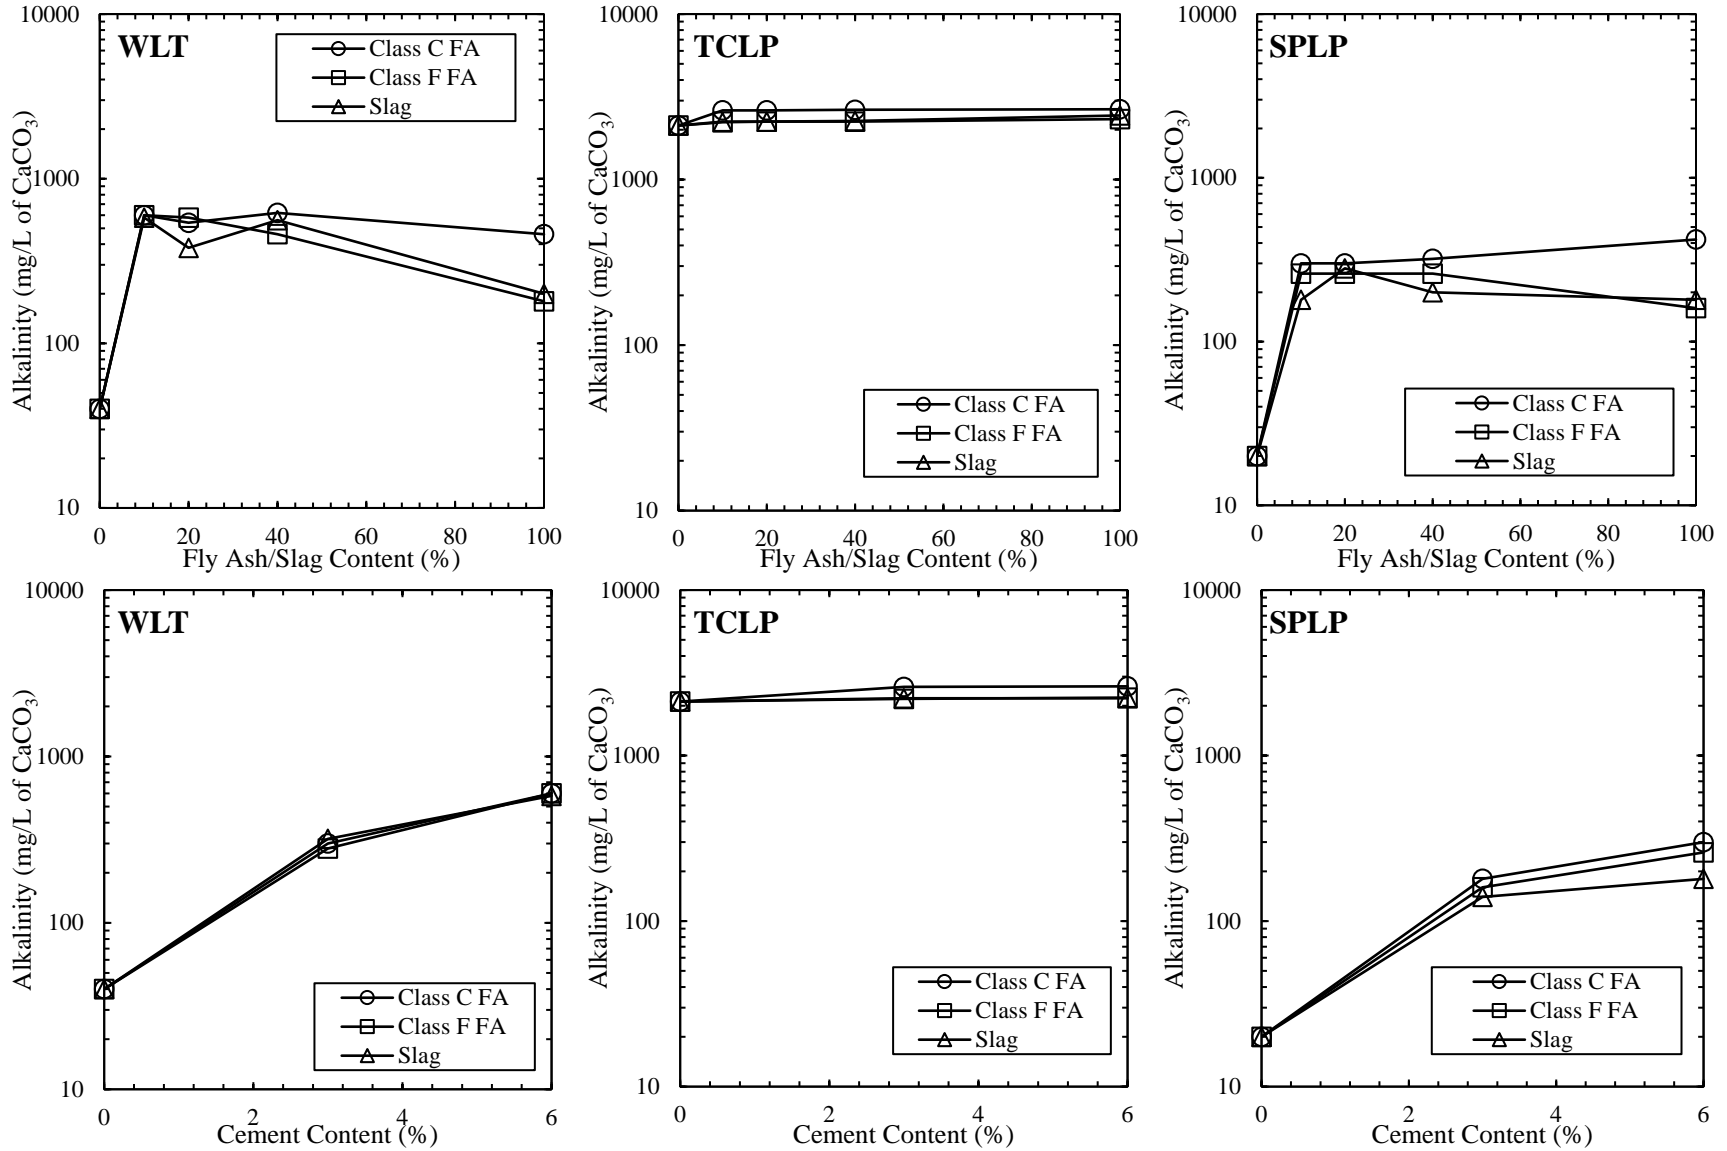 WLT
Class C FA
Class F FA
Slag
10000
1000
100
10
0 20 40 60 80 100
Alkalinity (mg/L of CaCO₃)
Fly Ash/Slag Content (%)
TCLP
Class C FA
Class F FA
Slag
10000
1000
100
10
0 20 40 60 80 100
Alkalinity (mg/L of CaCO₃)
Fly Ash/Slag Content (%)
SPLP
Class C FA
Class F FA
Slag
10000
1000
100
10
0 20 40 60 80 100
Alkalinity (mg/L of CaCO₃)
Fly Ash/Slag Content (%)
WLT
Class C FA
Class F FA
Slag
10000
1000
100
10
0 2 4 6
Alkalinity (mg/L of CaCO₃)
Cement Content (%)
TCLP
Class C FA
Class F FA
Slag
10000
1000
100
10
0 2 4 6
Alkalinity (mg/L of CaCO₃)
Cement Content (%)
SPLP
Class C FA
Class F FA
Slag
10000
1000
100
10
0 2 4 6
Alkalinity (mg/L of CaCO₃)
Cement Content (%)